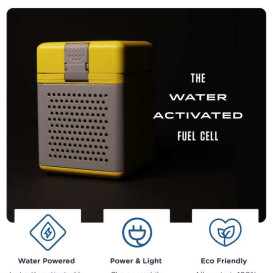 THE
WATER
ACTIVATED
FUEL CELL
Water Powered
Power & Light
Eco Friendly